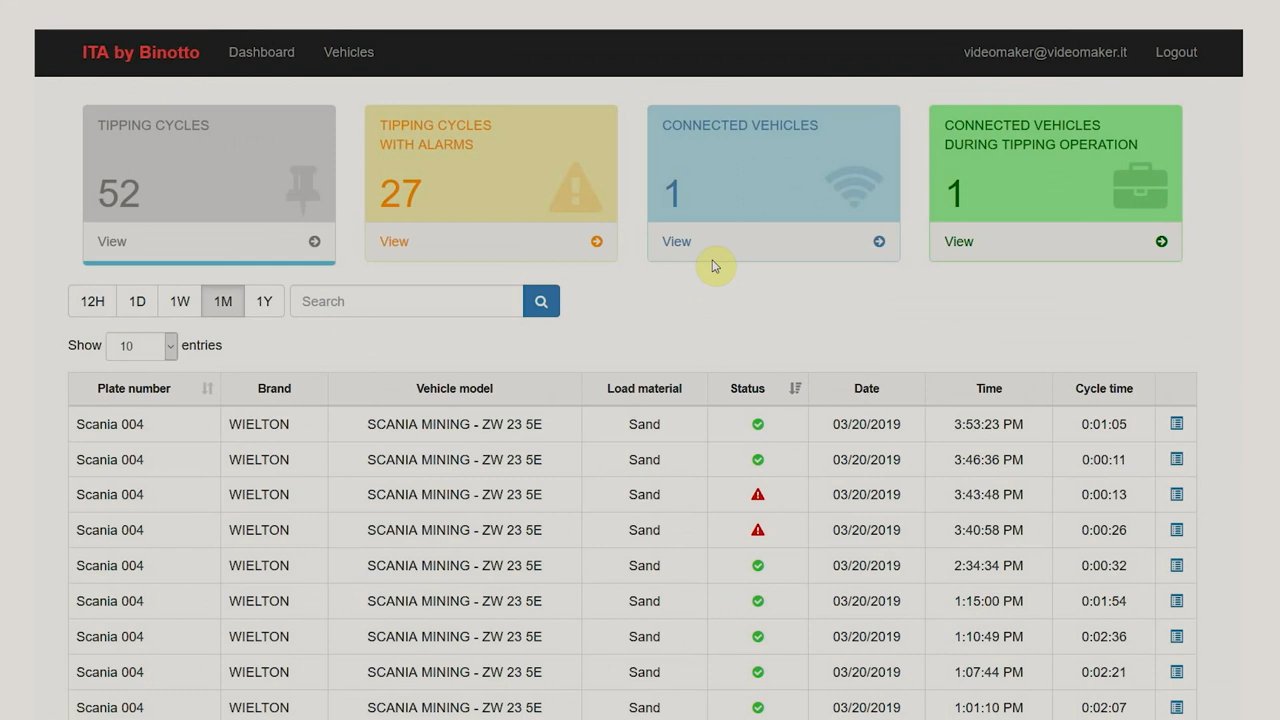 ITA by Binotto Dashboard Vehicles videomaker@videomaker.it Logout
TIPPING CYCLES
52
View
TIPPING CYCLES
WITH ALARMS
27
View
CONNECTED VEHICLES
1
View
CONNECTED VEHICLES
DURING TIPPING OPERATION
1
View
12H 1D 1W 1M 1Y Search
Show 10 entries
Plate number Brand Vehicle model Load material Status Date Time Cycle time
Scania 004 WIELTON SCANIA MINING - ZW 23 5E Sand 03/20/2019 3:53:23 PM 0:01:05
Scania 004 WIELTON SCANIA MINING - ZW 23 5E Sand 03/20/2019 3:46:36 PM 0:00:11
Scania 004 WIELTON SCANIA MINING - ZW 23 5E Sand 03/20/2019 3:43:48 PM 0:00:13
Scania 004 WIELTON SCANIA MINING - ZW 23 5E Sand 03/20/2019 3:40:58 PM 0:00:26
Scania 004 WIELTON SCANIA MINING - ZW 23 5E Sand 03/20/2019 2:34:34 PM 0:00:32
Scania 004 WIELTON SCANIA MINING - ZW 23 5E Sand 03/20/2019 1:15:00 PM 0:01:54
Scania 004 WIELTON SCANIA MINING - ZW 23 5E Sand 03/20/2019 1:10:49 PM 0:02:36
Scania 004 WIELTON SCANIA MINING - ZW 23 5E Sand 03/20/2019 1:07:44 PM 0:02:21
Scania 004 WIELTON SCANIA MINING - ZW 23 5E Sand 03/20/2019 1:01:10 PM 0:02:07